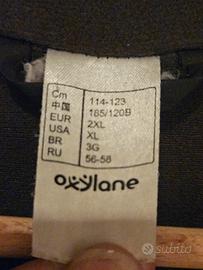 Cm 114-123
中国 185/120B
EUR 2XL
USA XL
BR 3G
RU 56-58
oxylane
subito